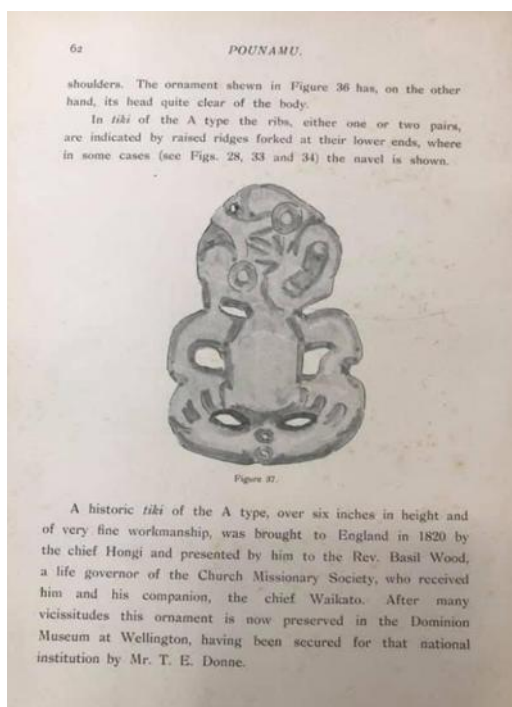 62
POUNAMU.
shoulders. The ornament shewn in Figure 36 has, on the other
hand, its head quite clear of the body.
In tiki of the A type the ribs, either one or two pairs,
are indicated by raised ridges forked at their lower ends, where
in some cases (see Figs. 28, 33 and 34) the navel is shown.
Figure 37.
A historic tiki of the A type, over six inches in height and
of very fine workmanship, was brought to England in 1820 by
the chief Hongi and presented by him to the Rev. Basil Wood,
a life governor of the Church Missionary Society, who received
him and his companion, the chief Waikato. After many
vicissitudes this ornament is now preserved in the Dominion
Museum at Wellington, having been secured for that national
institution by Mr. T. E. Donne.